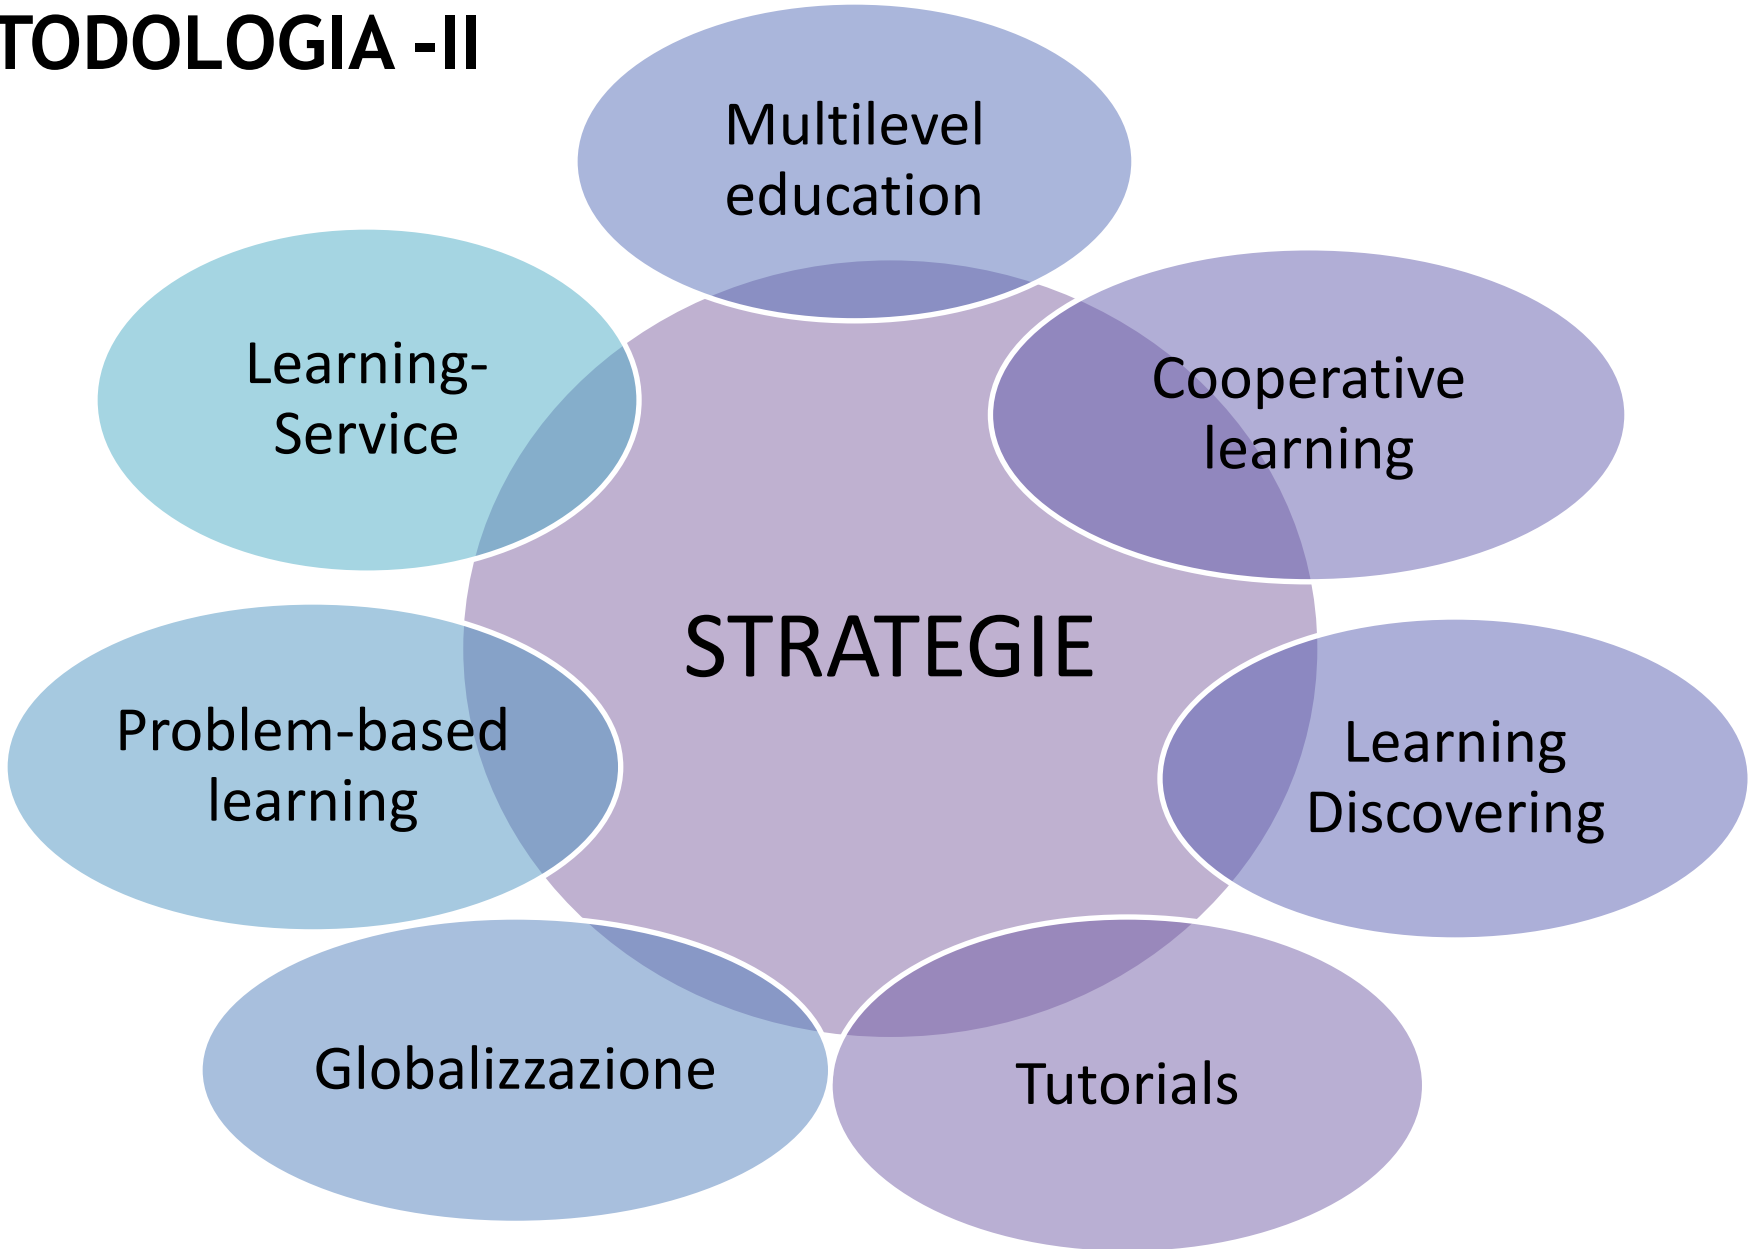 TODOLOGIA -II
Multilevel
education
Cooperative
learning
Learning
Discovering
Tutorials
Globalizzazione
Problem-based
learning
Learning-
Service
STRATEGIE